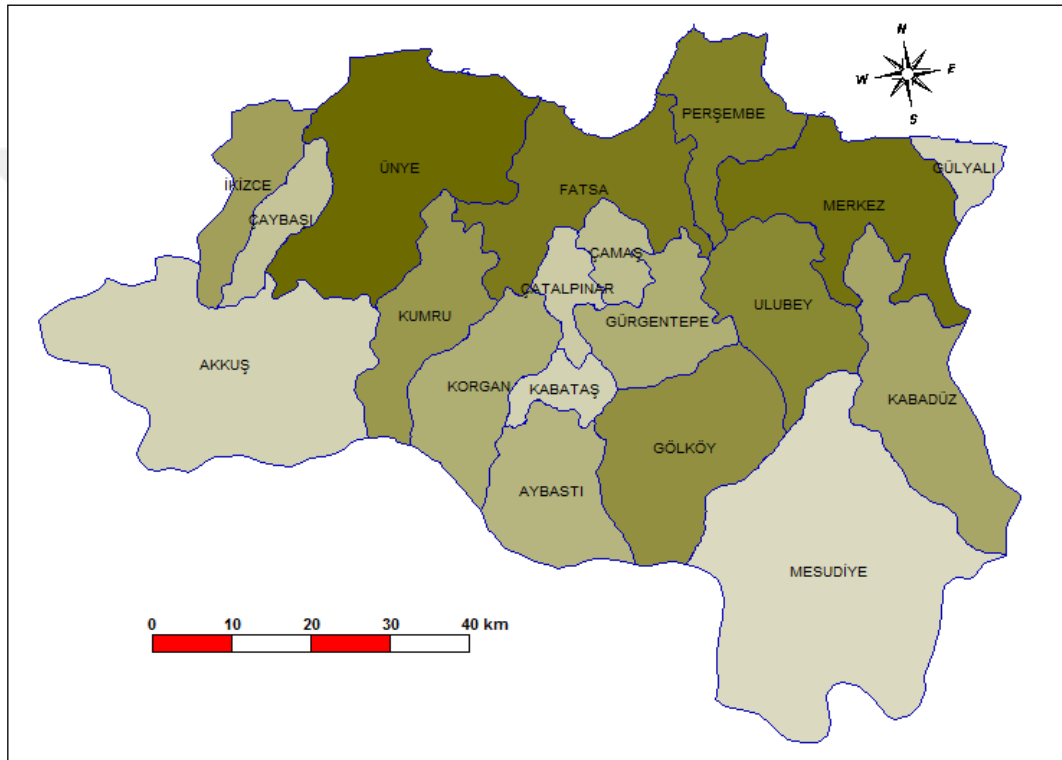 N
W E
S
PERŞEMBE
GÜLYALI
ÜNYE
İKİZCE
FATSA
MERKEZ
ÇAYBAŞI
ÇAMAŞ
ÇATALPINAR
ULUBEY
KUMRU
GÜRGENTEPE
AKKUŞ
KORGAN
KABATAŞ
KABADÜZ
GÖLKÖY
AYBASTI
MESUDİYE
0 10 20 30 40 km